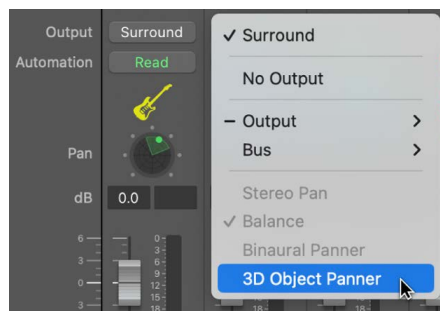 Output
Surround
Automation
Read
Pan
dB
0.0
6
3
0
3
0
3
6
9
12
15
18
✓ Surround
No Output
– Output >
Bus >
Stereo Pan
✓ Balance
Binaural Panner
3D Object Panner
18
18